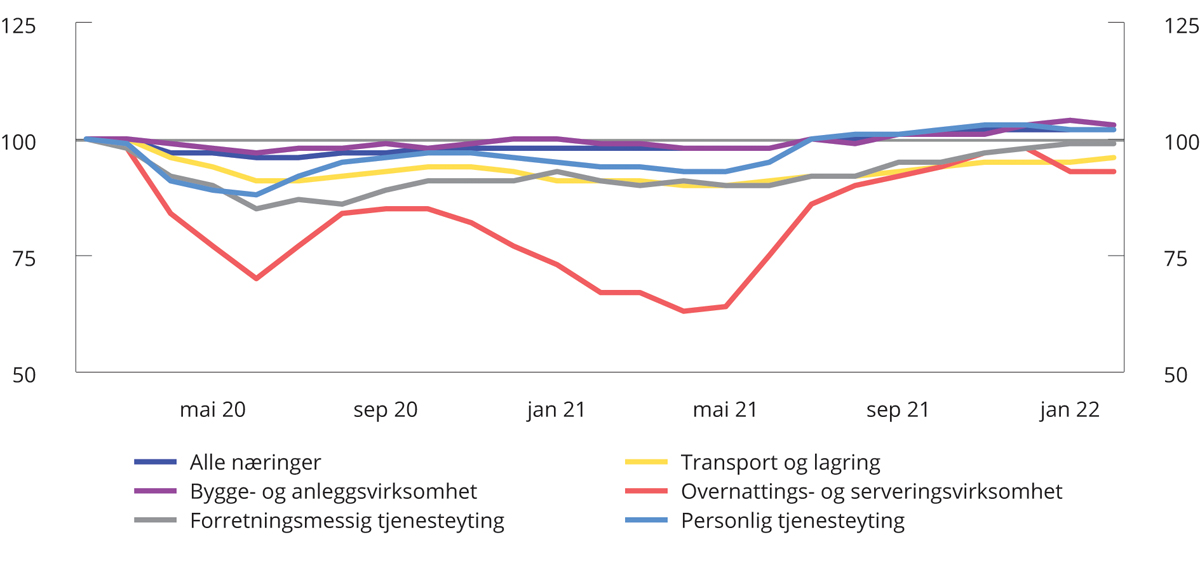 125 125
100 100
75 75
50 50
mai 20 sep 20 jan 21 mai 21 sep 21 jan 22
Alle næringer Transport og lagring
Bygge- og anleggsvirksomhet Overnattings- og serveringsvirksomhet
Forretningsmessig tjenesteyting Personlig tjenesteyting